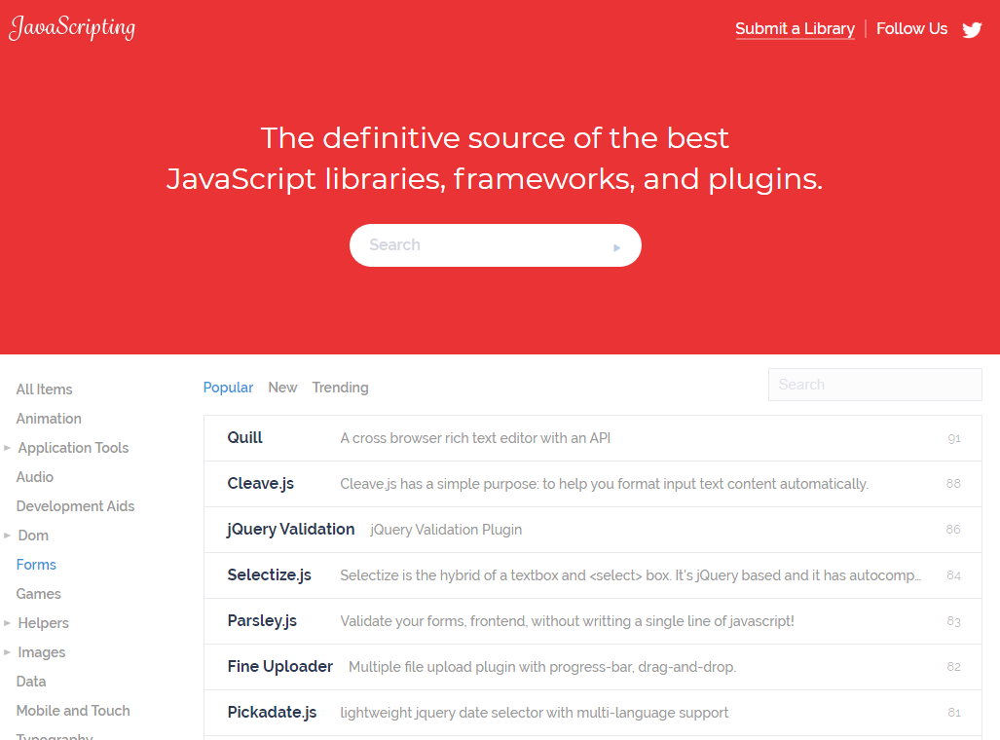 JavaScripting
Submit a Library
Follow Us
The definitive source of the best
JavaScript libraries, frameworks, and plugins.
Search
All Items
Animation
Application Tools
Audio
Development Aids
Dom
Forms
Games
Helpers
Images
Data
Mobile and Touch
Typography
Popular New Trending
Search
Quill A cross browser rich text editor with an API 91
Cleave.js Cleave.js has a simple purpose: to help you format input text content automatically. 88
jQuery Validation jQuery Validation Plugin 86
Selectize.js Selectize is the hybrid of a textbox and <select> box. It's jQuery based and it has autocomp... 84
Parsley.js Validate your forms, frontend, without writting a single line of javascript! 83
Fine Uploader Multiple file upload plugin with progress-bar, drag-and-drop. 82
Pickadate.js lightweight jquery date selector with multi-language support 81